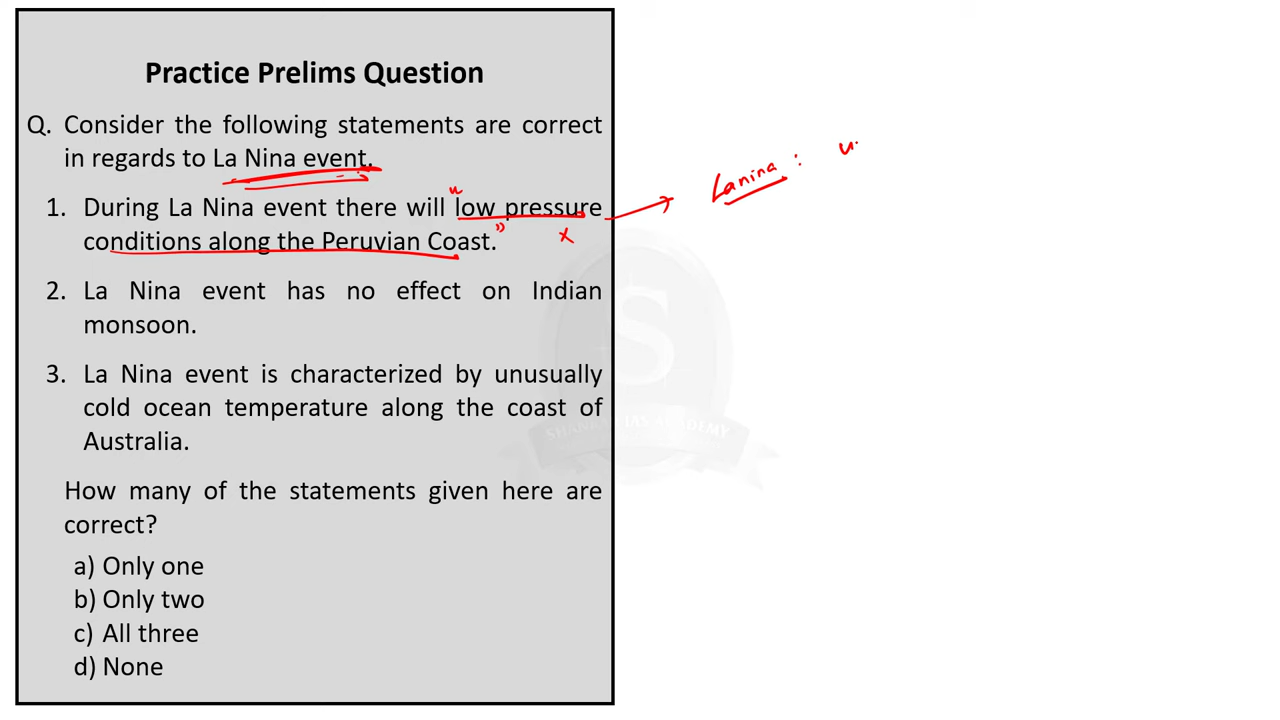 Practice Prelims Question
Q. Consider the following statements are correct
in regards to La Nina event.
1. During La Nina event there will low pressure
conditions along the Peruvian Coast.
2. La Nina event has no effect on Indian
monsoon.
3. La Nina event is characterized by unusually
cold ocean temperature along the coast of
Australia.
How many of the statements given here are
correct?
a) Only one
b) Only two
c) All three
d) None
Lanina :
SHANKAR IAS ACADEMY